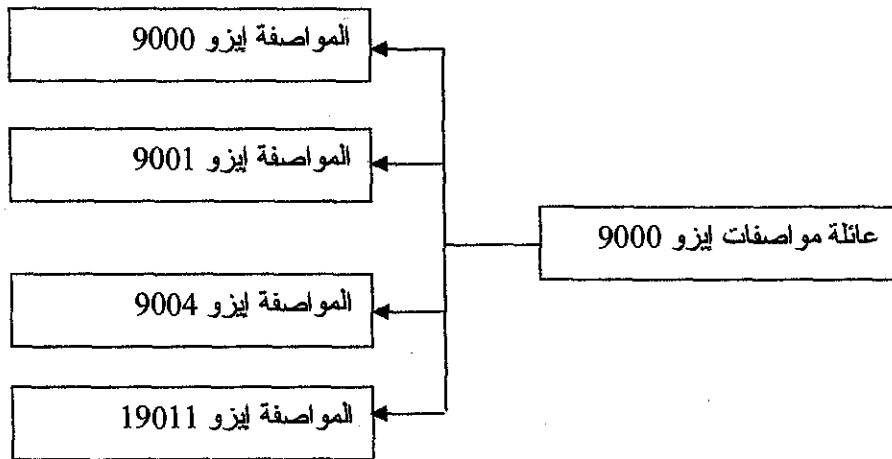 المواصفة إيزو 9000
المواصفة إيزو 9001
عائلة مواصفات إيزو 9000
المواصفة إيزو 9004
المواصفة إيزو 19011